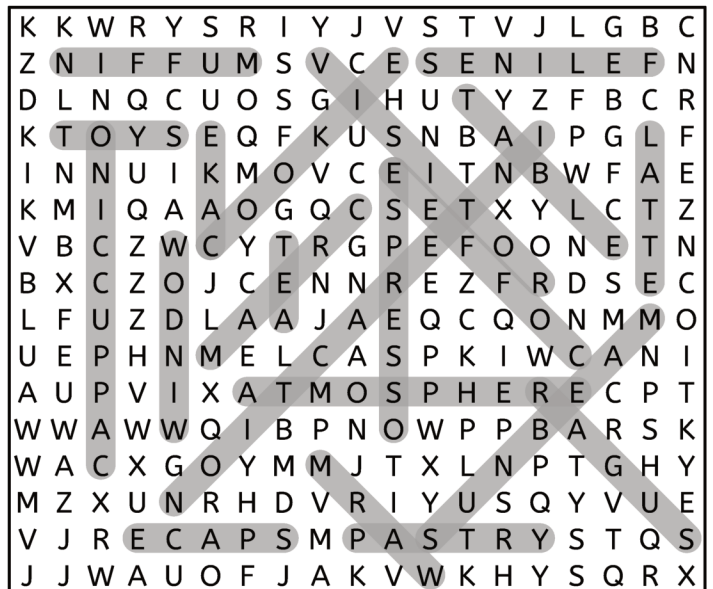 K K W R Y S R I Y J V S T V J L G B C
Z N I F F U M S V C E S E N I L E F N
D L N Q C U O S G I H U T Y Z F B C R
K T O Y S E Q F K U S N B A I P G L F
I N N U I K M O V C E I T N B W F A E
K M I Q A A O G Q C S E T X Y L C T Z
V B C Z W C Y T R G P E F O O N E T N
B X C Z O J C E N N R E Z F R D S E C
L F U Z D L A A J A E Q C Q O N M M O
U E P H N M E L C A S P K I W C A N I
A U P V I X A T M O S P H E R E C P T
W W A W W Q I B P N O W P P B A R S K
W A C X G O Y M M J T X L N P T G H Y
M Z X U N R H D V R I Y U S Q Y V U E
V J R E C A P S M P A S T R Y S T Q S
J J W A U O F J A K V W K H Y S Q R X